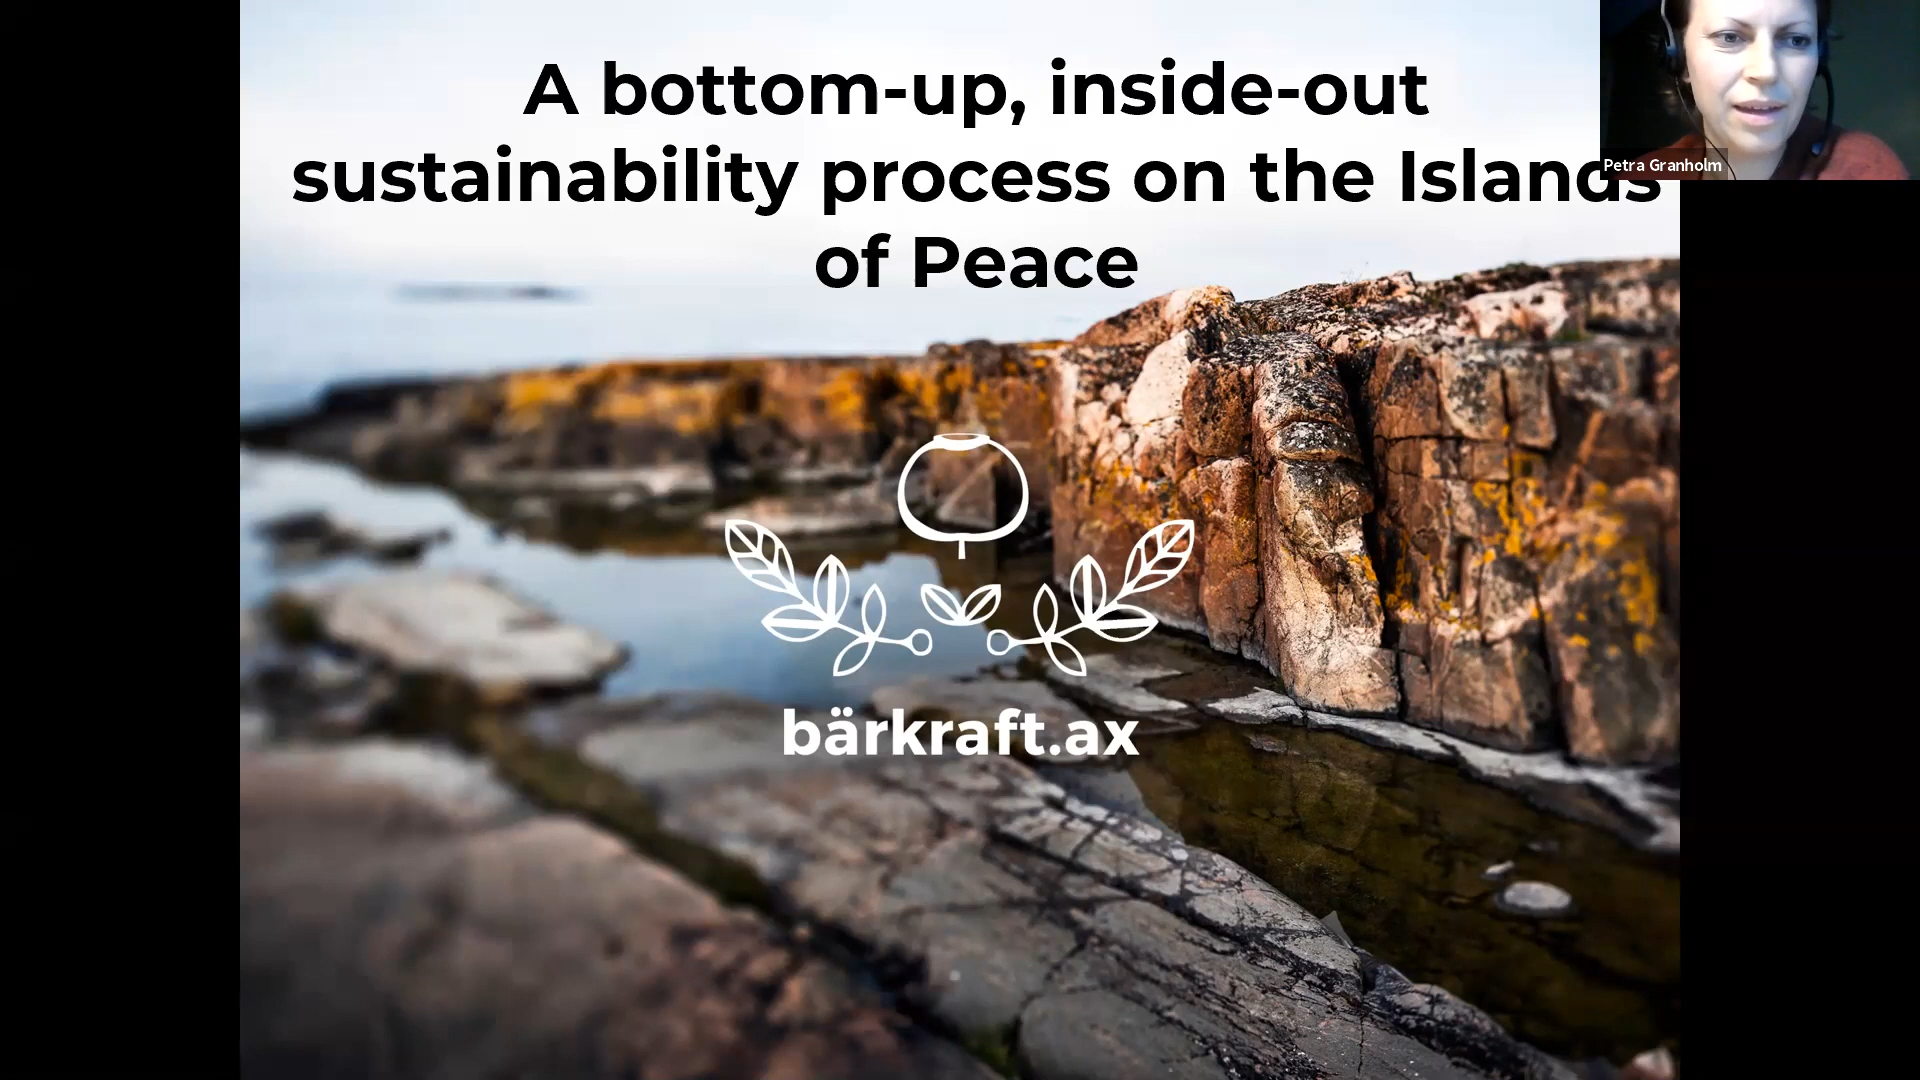 A bottom-up, inside-out
sustainability process on the Islands
of Peace
Petra Granholm
bärkraft.ax